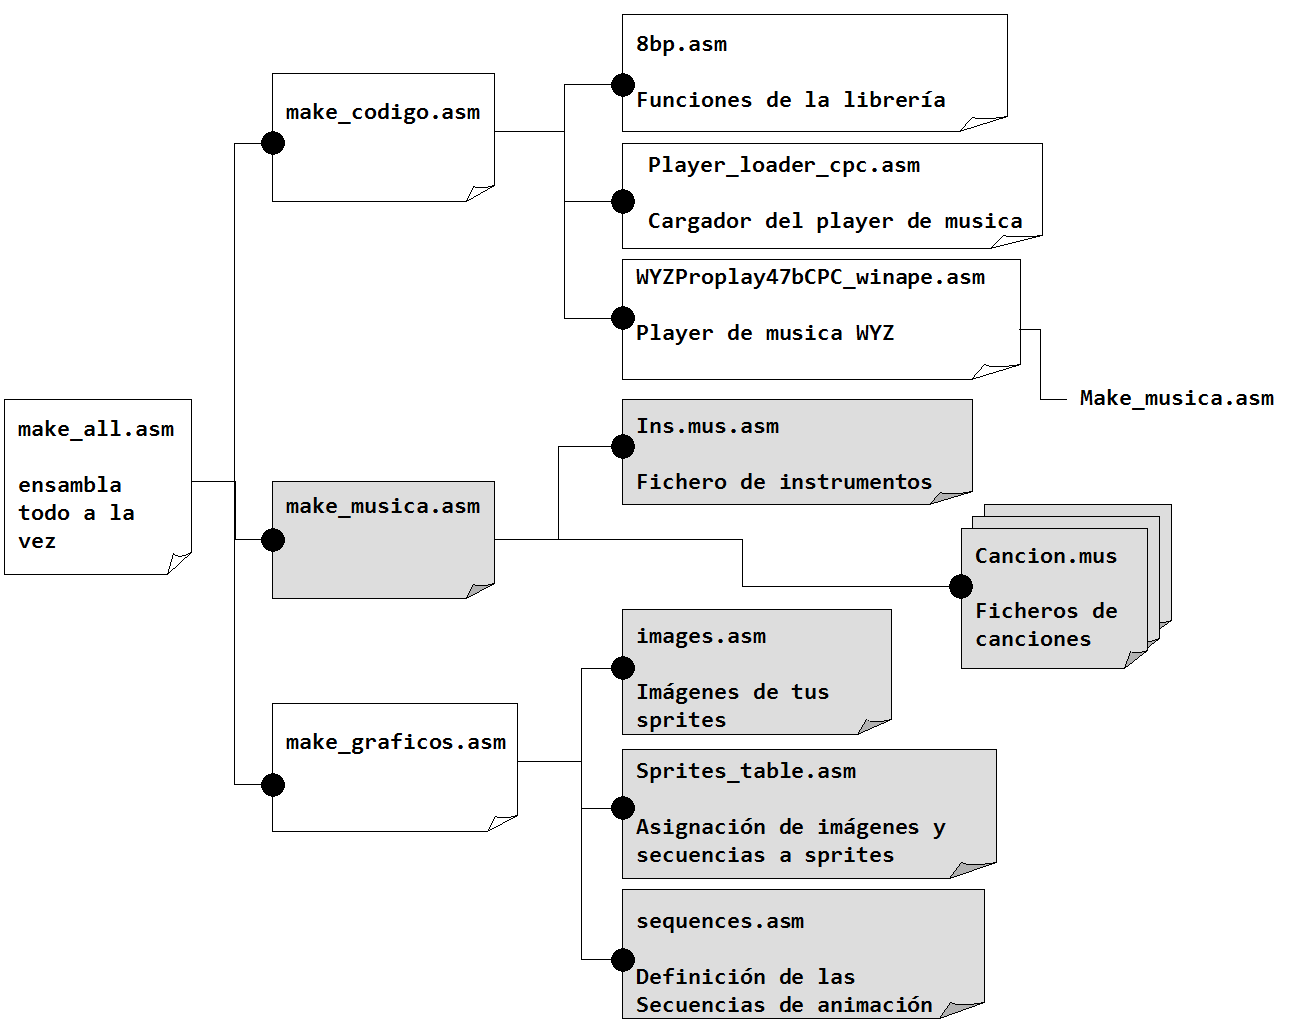 make_all.asm
ensambla
todo a la
vez
make_codigo.asm
8bp.asm
Funciones de la librería
Player_loader_cpc.asm
Cargador del player de musica
WYZProplay47bCPC_winape.asm
Player de musica WYZ
Make_musica.asm
make_musica.asm
Ins.mus.asm
Fichero de instrumentos
Cancion.mus
Ficheros de
canciones
make_graficos.asm
images.asm
Imágenes de tus
sprites
Sprites_table.asm
Asignación de imágenes y
secuencias a sprites
sequences.asm
Definición de las
Secuencias de animación